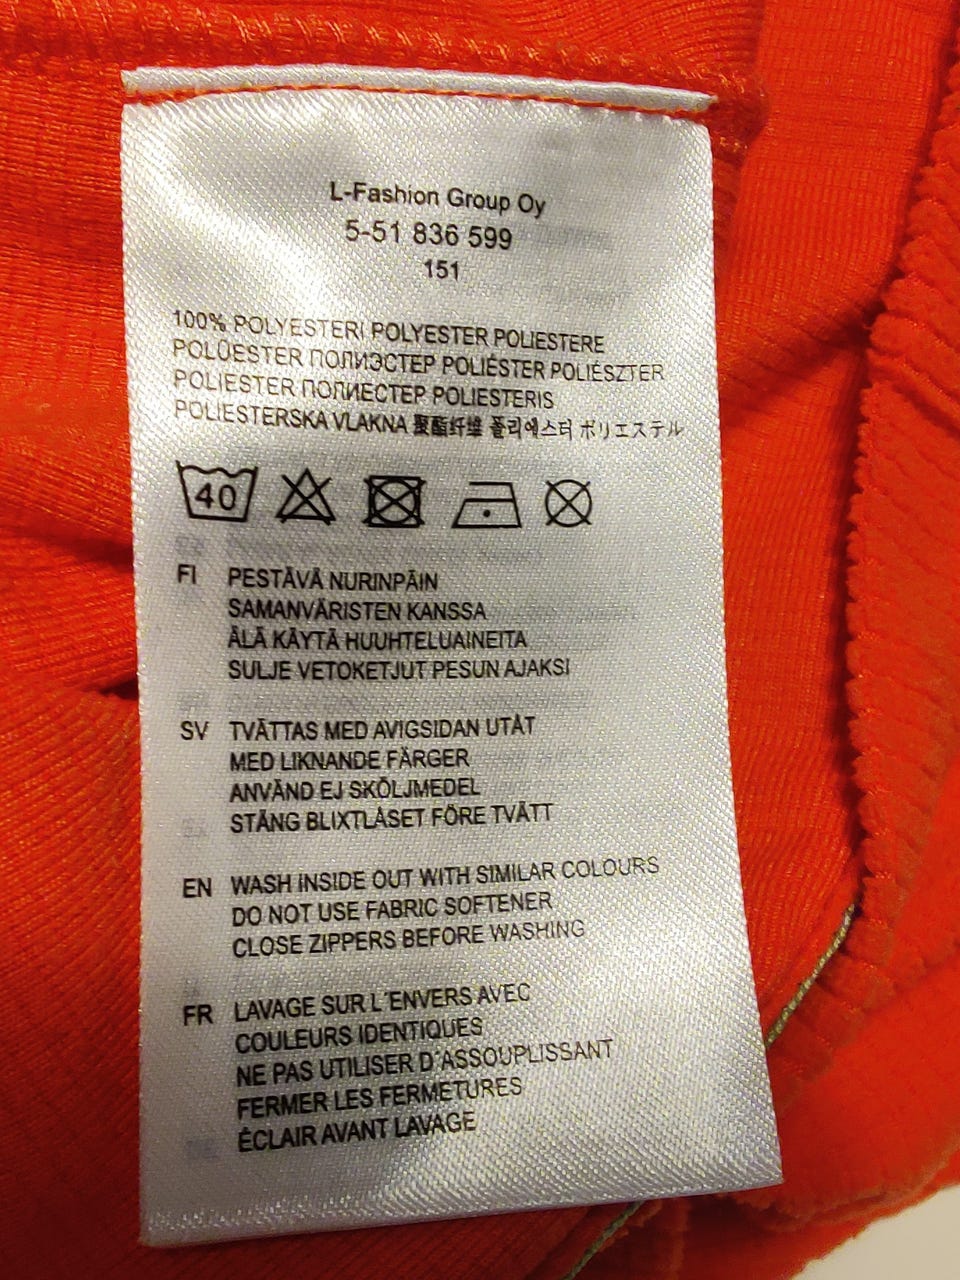 L-Fashion Group Oy
5-51 836 599
151
100% POLYESTERI POLYESTER POLIESTERE
POLÜESTER ПОЛИЭСТЕР POLIÉSTER POLIÉSZTER
POLIESTER ПОЛИЕСТЕР POLIESTERIS
POLIESTERSKA VLAKNA 聚酯纤维 폴리에스터 ポリエステル
40
FI PESTÄVÄ NURINPÄIN
SAMANVÄRISTEN KANSSA
ÄLÄ KÄYTÄ HUUHTELUAINEITA
SULJE VETOKETJUT PESUN AJAKSI
SV TVÄTTAS MED AVIGSIDAN UTÅT
MED LIKNANDE FÄRGER
ANVÄND EJ SKÖLJMEDEL
STÄNG BLIXTLÅSET FÖRE TVÄTT
EN WASH INSIDE OUT WITH SIMILAR COLOURS
DO NOT USE FABRIC SOFTENER
CLOSE ZIPPERS BEFORE WASHING
FR LAVAGE SUR L´ENVERS AVEC
COULEURS IDENTIQUES
NE PAS UTILISER D´ASSOUPLISSANT
FERMER LES FERMETURES
ÉCLAIR AVANT LAVAGE